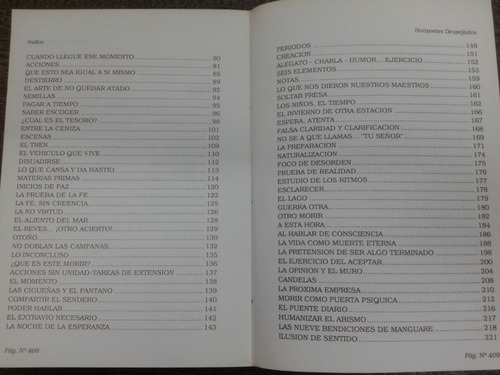 Indice
CUANDO LLEGUE ESE MOMENTO 80
ACCIONES 81
QUE ESTO SEA IGUAL A SI MISMO 85
DESTIERRO 89
EL ARTE DE NO QUEDAR ATADO 92
SEMILLAS 94
PAGAR A TIEMPO 95
SABER ESCOGER 96
¿CUAL ES EL TESORO? 98
ENTRE LA CENIZA 101
ESCENAS 102
EL TREN 109
EL VEHICULO QUE VIVE 110
DISUADIRSE 112
LO QUE CANSA Y DA HASTIO 113
MATERIAS PRIMAS 114
INICIOS DE PAZ 120
LA PRUEBA DE LA FE 122
LA FE, SIN CREENCIA 125
LA NO VIRTUD 127
EL ALIENTO DEL MAR 128
EL REVES... ¡OTRO ACIERTO! 129
OTOÑO 130
NO DOBLAN LAS CAMPANAS 132
LO INCONCLUSO 135
¿QUE ES ESTE MORIR? 136
ACCIONES SIN UNIDAD-TAREAS DE EXTENSION 137
EL MOMENTO 138
LAS CIGUEÑAS Y EL PANTANO 139
COMPARTIR EL SENDERO 140
PODER HABLAR 141
EL EXTRAVIO NECESARIO 142
LA NOCHE DE LA ESPERANZA 143
Pág. Nº 408
Horizontes Despejados
PERIODOS 149
CREACION 151
ALEGATO - CHARLA - HUMOR... EJERCICIO 152
SEIS ELEMENTOS 153
NOTAS 159
LO QUE NOS DIERON NUESTROS MAESTROS 160
SOLTAR PRESA 161
LOS NIÑOS, EL TIEMPO 162
EL INVIERNO DE OTRA ESTACION 166
ESPERA, ATENTA 167
FALSA CLARIDAD Y CLARIFICACION 168
NO SE A QUE LLAMAS... "TU SEÑOR" 169
LA PREPARACION 171
NATURALIZACION 174
FOCO DE DESORDEN 175
PRUEBA DE REALIDAD 176
ESTUDIO DE LOS RITMOS 177
ESCLARECER 178
EL LAGO 179
GUERRA OTRA 180
OTRO MORIR 182
A ESTA HORA... 184
AL HABLAR DE CONSCIENCIA 186
LA VIDA COMO MUERTE ETERNA 188
LA PRETENSION DE SER ALGO TERMINADO 198
EL EJERCICIO DEL ACEPTAR 200
LA OPINION Y EL MURO 204
CANDELAS 208
LA PROXIMA EMPRESA 210
MORIR COMO PUERTA PSIQUICA 212
EL PUENTE DIARIO 216
HUMANIZAR EL ABISMO 217
LAS NUEVE BENDICIONES DE MANGUARE 218
ILUSION DE SENTIDO 221
Pág. Nº 409